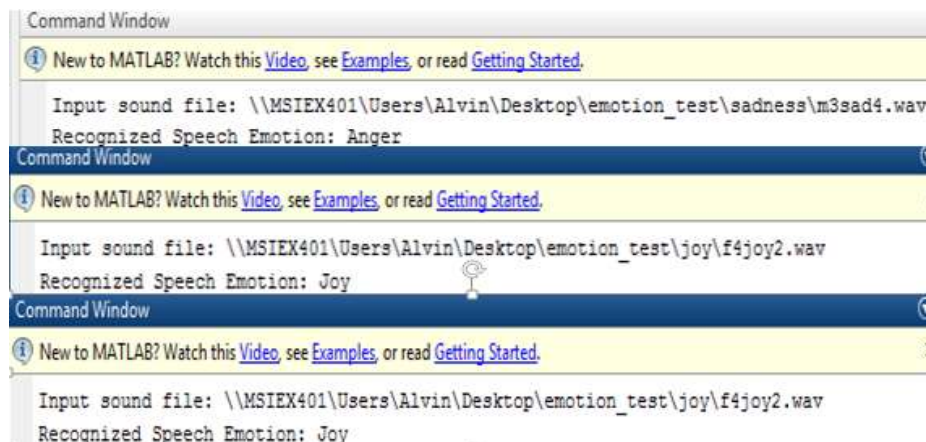 Command Window
New to MATLAB? Watch this Video, see Examples, or read Getting Started.
Input sound file: \\MSIEX401\Users\Alvin\Desktop\emotion_test\sadness\m3sad4.wav
Recognized Speech Emotion: Anger
Command Window
New to MATLAB? Watch this Video, see Examples, or read Getting Started.
Input sound file: \\MSIEX401\Users\Alvin\Desktop\emotion_test\joy\f4joy2.wav
Recognized Speech Emotion: Joy
Command Window
New to MATLAB? Watch this Video, see Examples, or read Getting Started.
Input sound file: \\MSIEX401\Users\Alvin\Desktop\emotion_test\joy\f4joy2.wav
Recognized Speech Emotion: Joy